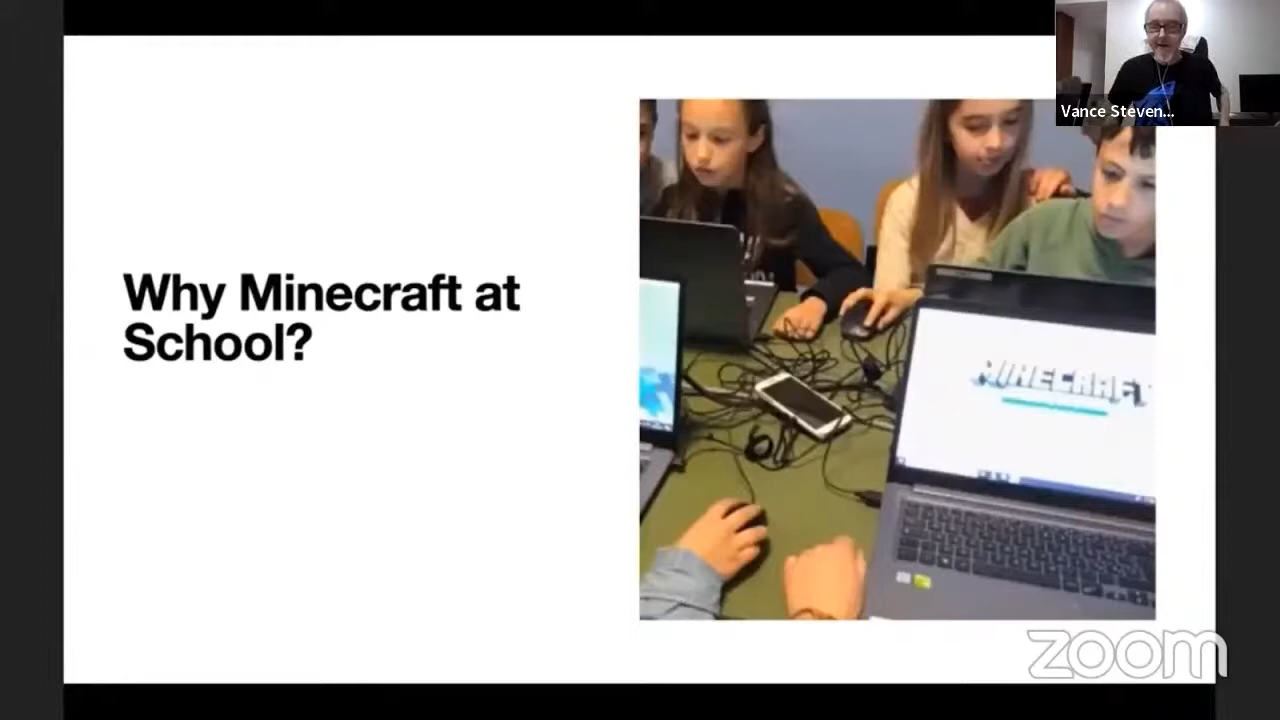 Vance Steven...
Why Minecraft at
School?
MINECRAFT
zoom